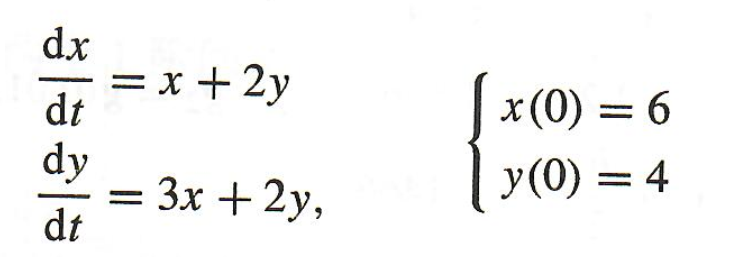 dx/dt = x + 2y
dy/dt = 3x + 2y,
{ x(0) = 6
y(0) = 4